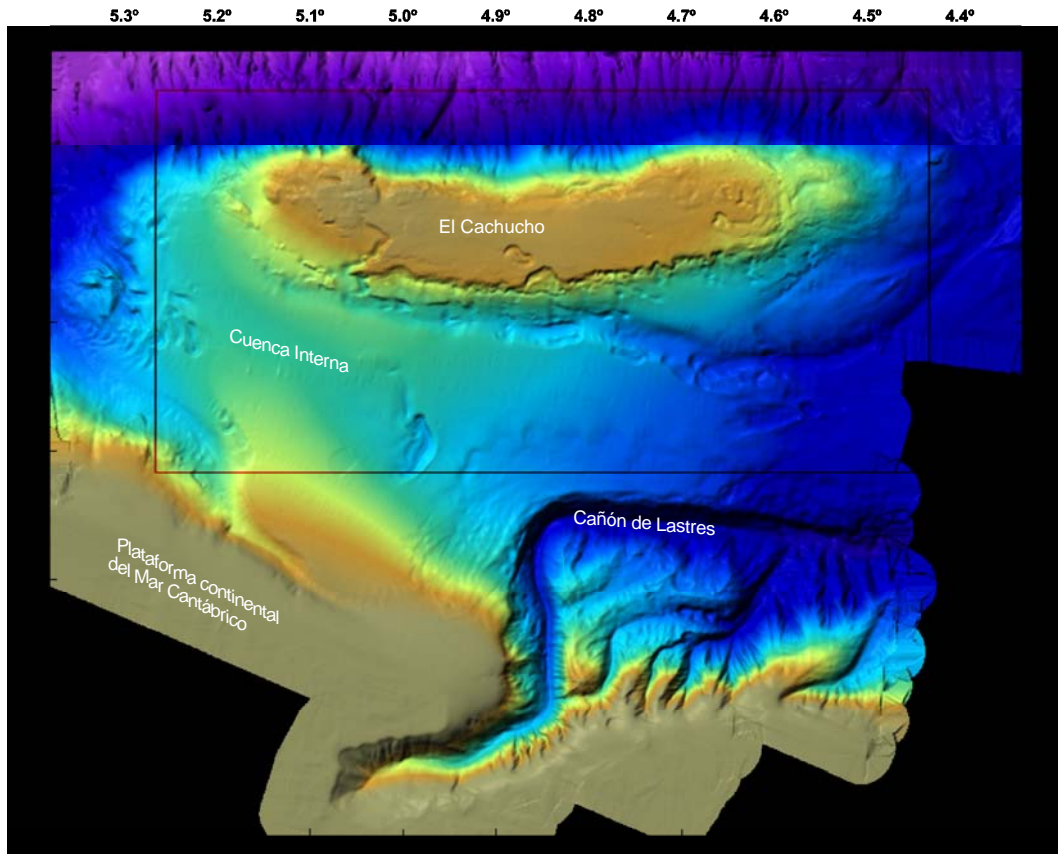 5.3º 5.2º 5.1º 5.0º 4.9º 4.8º 4.7º 4.6º 4.5º 4.4º
El Cachucho
Cuenca Interna
Cañón de Lastres
Plataforma continental
del Mar Cantábrico